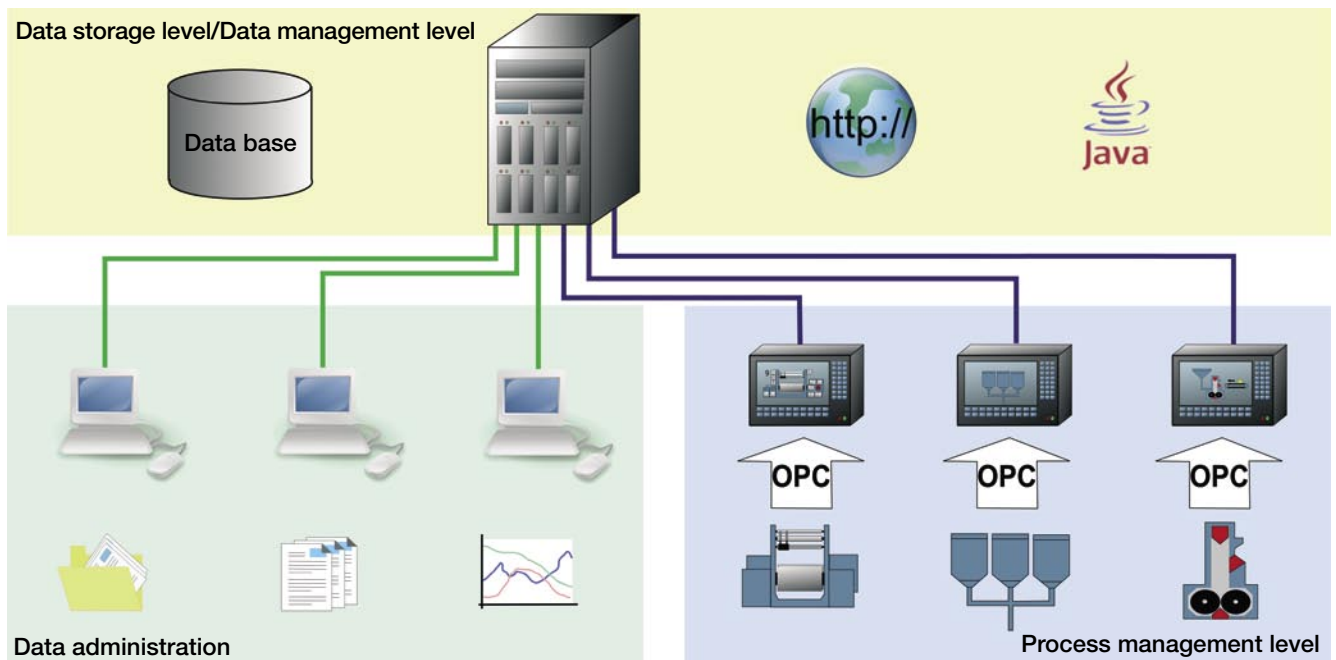 Data storage level/Data management level
Data base
http://
Java
OPC
OPC
OPC
Data administration
Process management level